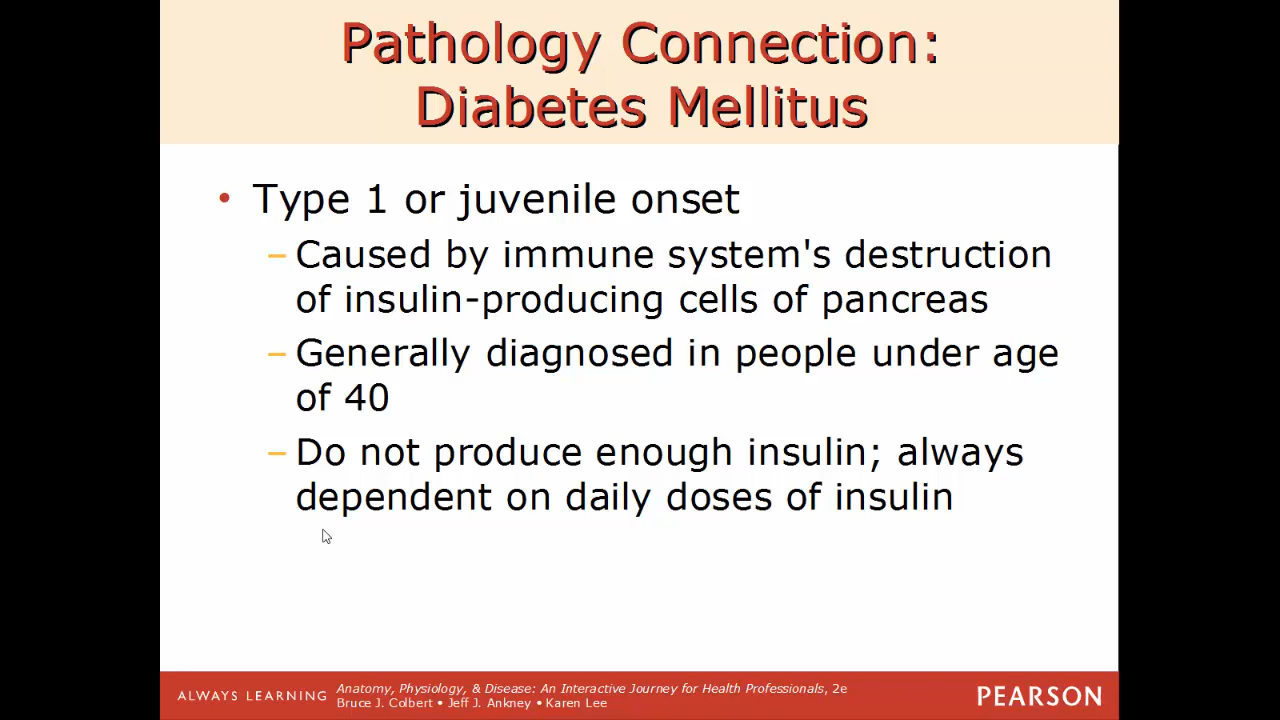 Pathology Connection:
Diabetes Mellitus
• Type 1 or juvenile onset
– Caused by immune system's destruction
of insulin-producing cells of pancreas
– Generally diagnosed in people under age
of 40
– Do not produce enough insulin; always
dependent on daily doses of insulin
ALWAYS LEARNING
Anatomy, Physiology, & Disease: An Interactive Journey for Health Professionals, 2e
Bruce J. Colbert • Jeff J. Ankney • Karen Lee
PEARSON